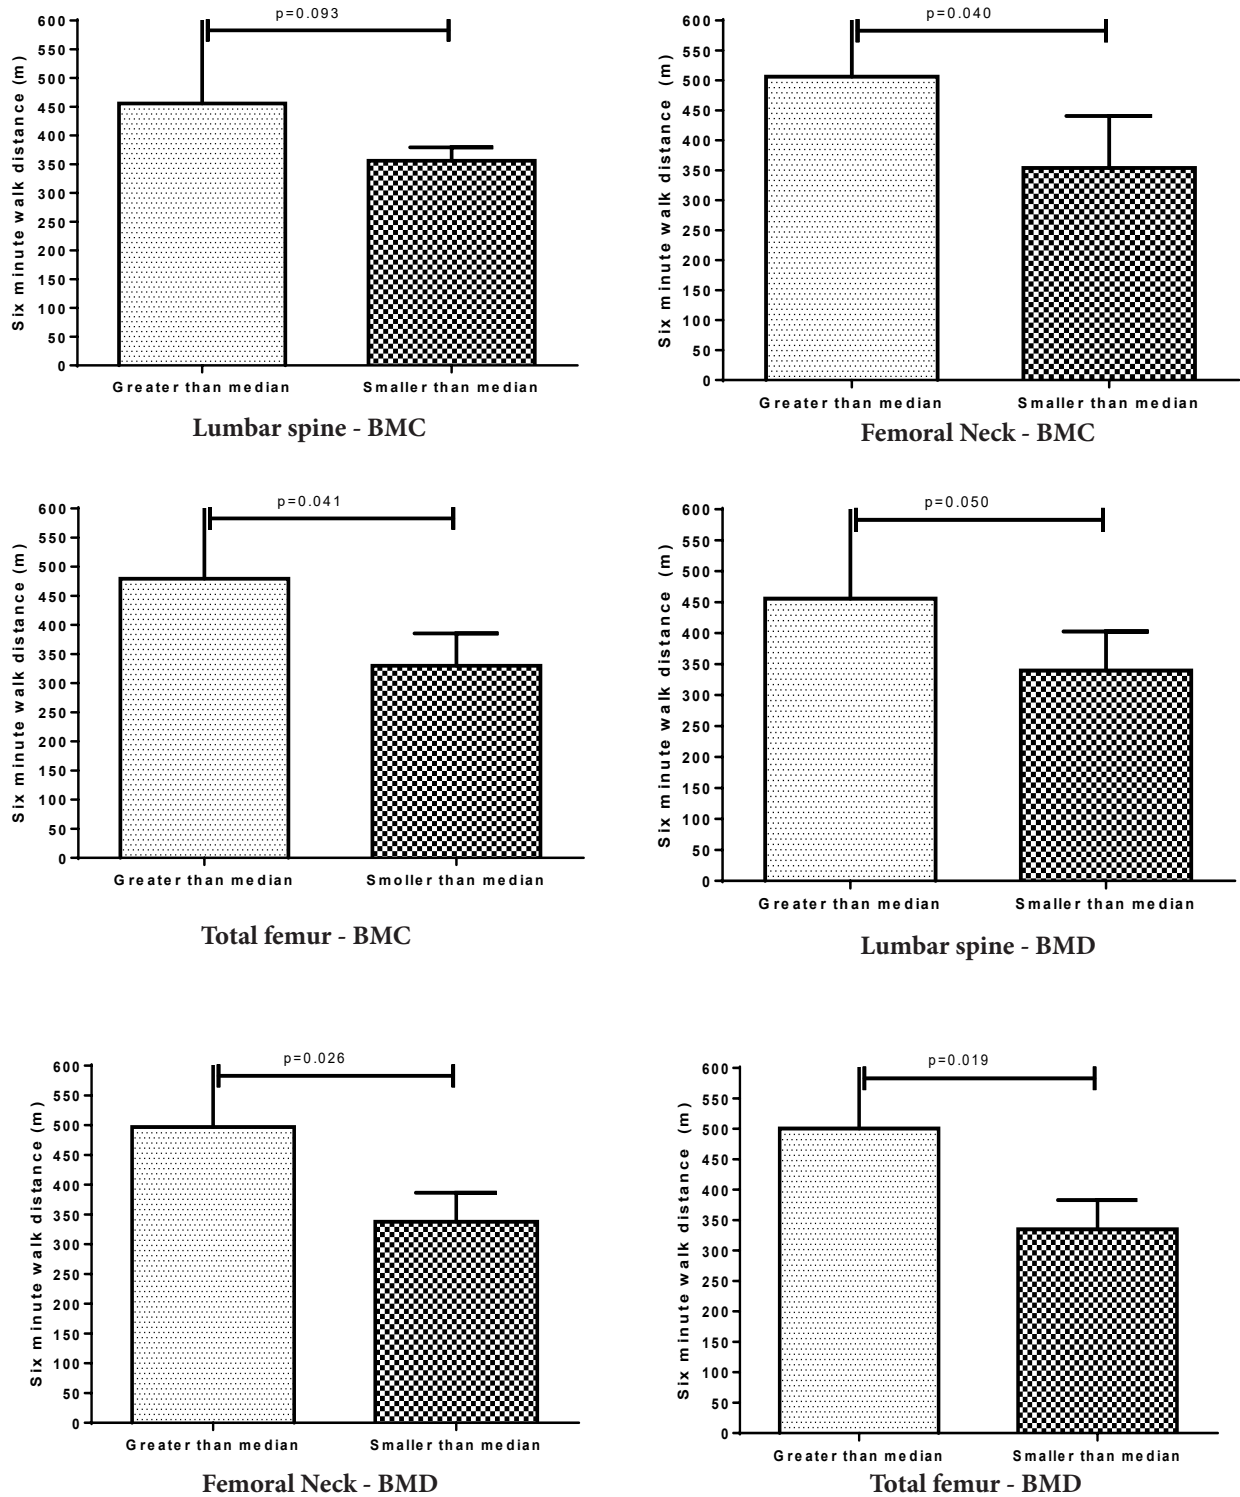 p=0.093
600
550
500
450
400
350
300
250
200
150
100
50
0
Six minute walk distance (m)
Greater than median
Smaller than median
Lumbar spine - BMC
p=0.040
600
550
500
450
400
350
300
250
200
150
100
50
0
Six minute walk distance (m)
Greater than median
Smaller than median
Femoral Neck - BMC
p=0.041
600
550
500
450
400
350
300
250
200
150
100
50
0
Six minute walk distance (m)
Greater than median
Smoller than median
Total femur - BMC
p=0.050
600
550
500
450
400
350
300
250
200
150
100
50
0
Six minute walk distance (m)
Greater than median
Smaller than median
Lumbar spine - BMD
p=0.026
600
550
500
450
400
350
300
250
200
150
100
50
0
Six minute walk distance (m)
Greater than median
Smaller than median
Femoral Neck - BMD
p=0.019
600
550
500
450
400
350
300
250
200
150
100
50
0
Six minute walk distance (m)
Greater than median
Smaller than median
Total femur - BMD